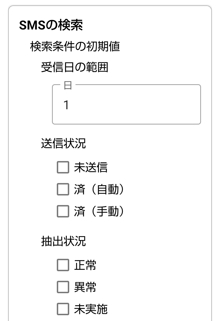 SMSの検索
検索条件の初期値
受信日の範囲
日
1
送信状況
未送信
済（自動）
済（手動）
抽出状況
正常
異常
未実施